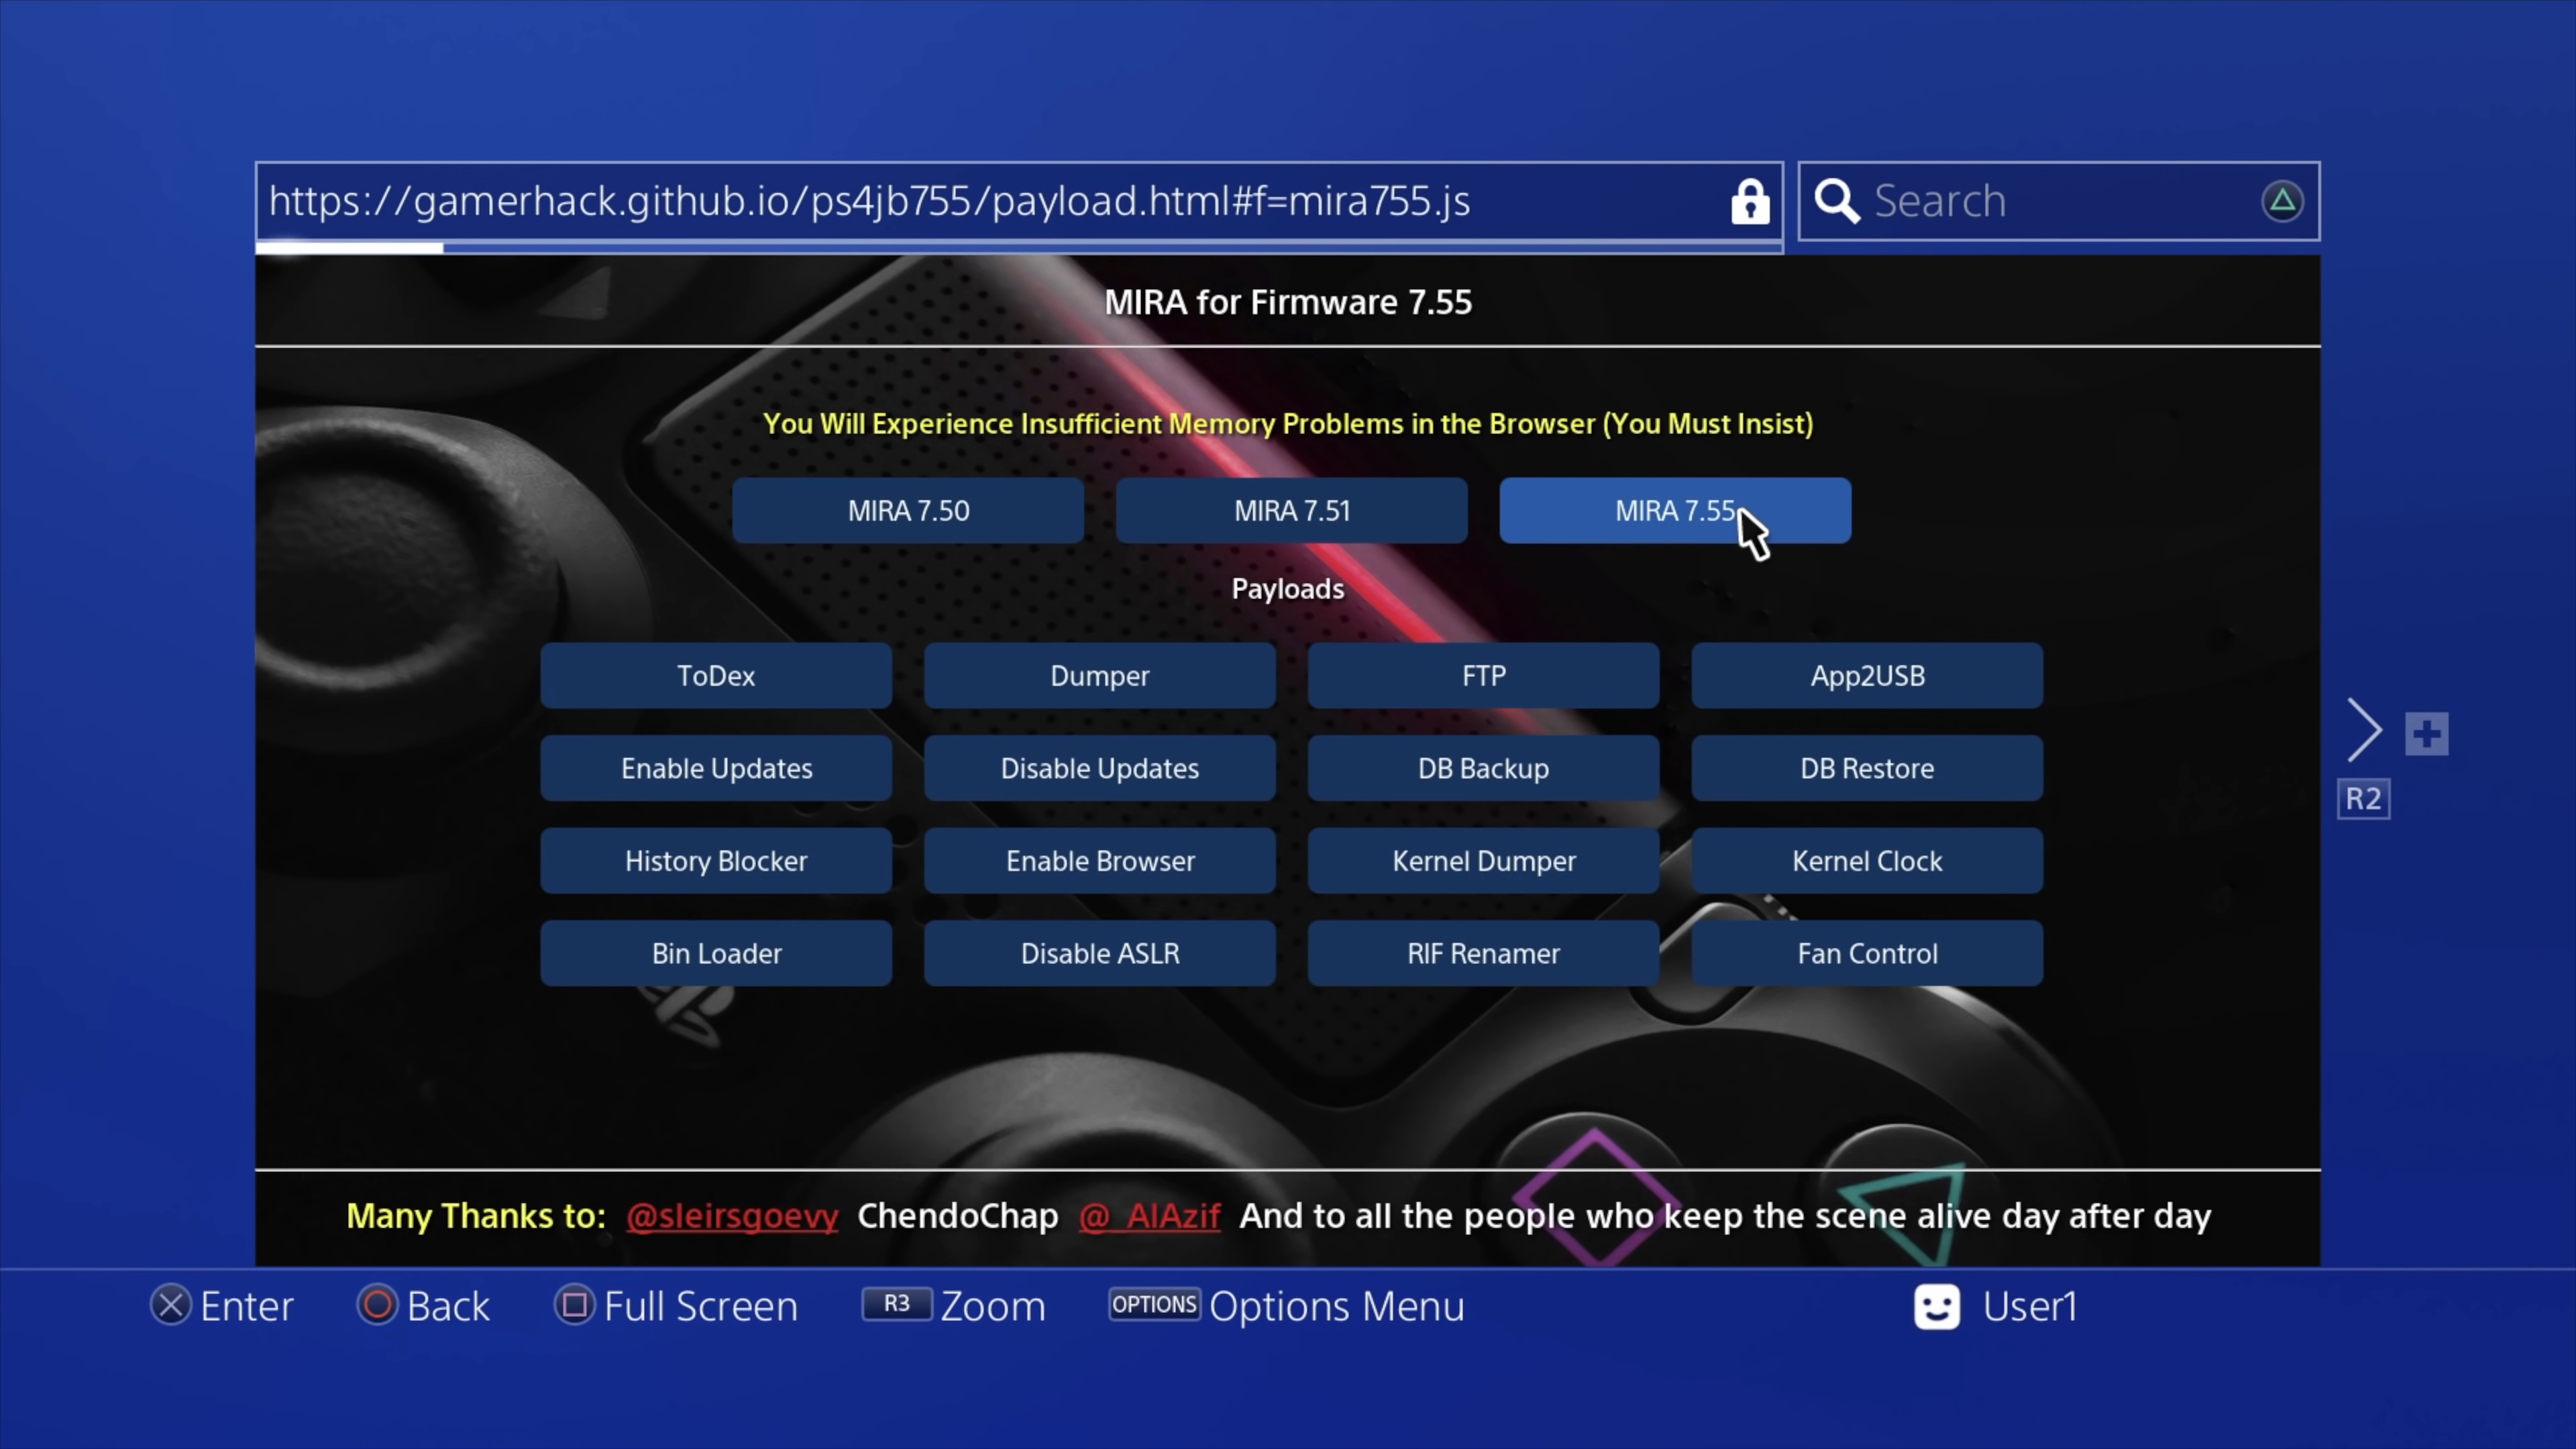 https://gamerhack.github.io/ps4jb755/payload.html#f=mira755.js
Search
MIRA for Firmware 7.55
You Will Experience Insufficient Memory Problems in the Browser (You Must Insist)
MIRA 7.50 MIRA 7.51 MIRA 7.55
Payloads
ToDex Dumper FTP App2USB
Enable Updates Disable Updates DB Backup DB Restore
R2
History Blocker Enable Browser Kernel Dumper Kernel Clock
Bin Loader Disable ASLR RIF Renamer Fan Control
Many Thanks to: @sleirsgoevy ChendoChap @_AlAzif And to all the people who keep the scene alive day after day
Enter Back Full Screen R3 Zoom OPTIONS Options Menu User1